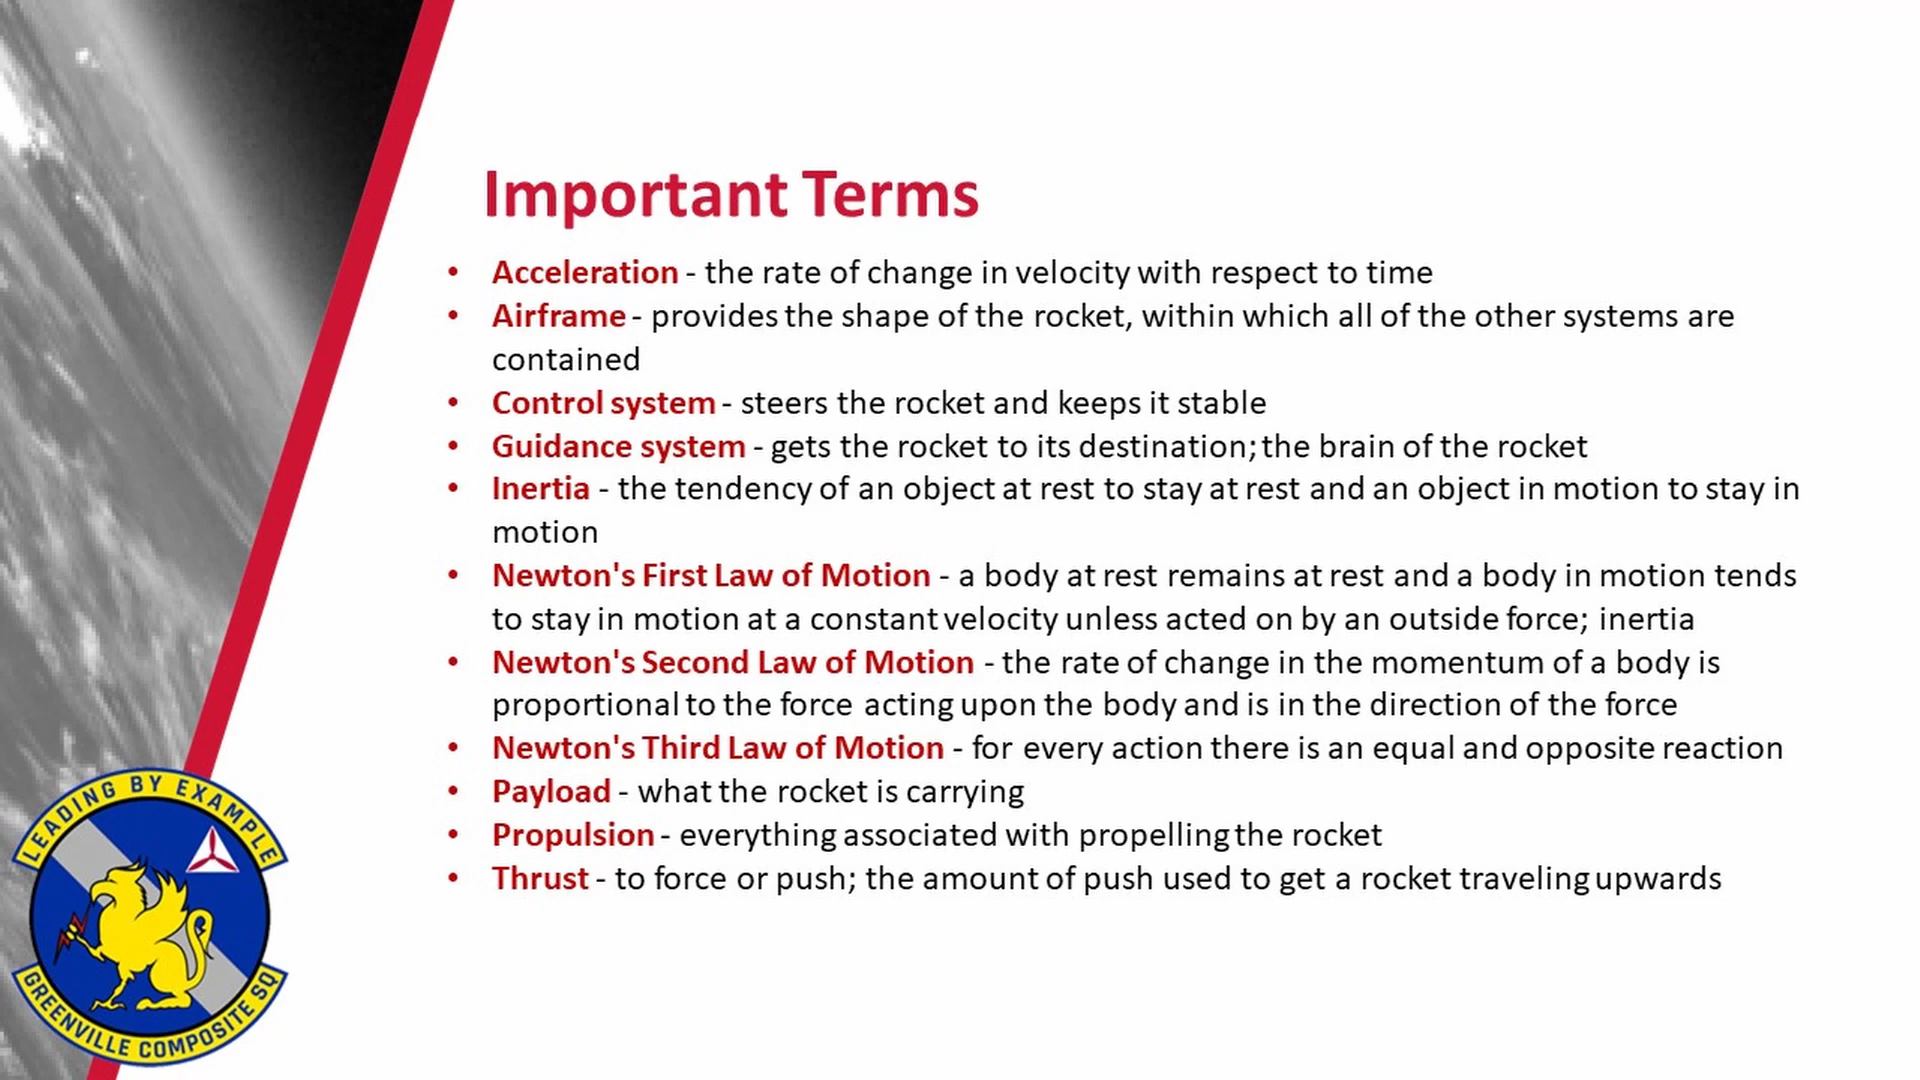 Important Terms
• Acceleration - the rate of change in velocity with respect to time
• Airframe - provides the shape of the rocket, within which all of the other systems are
contained
• Control system - steers the rocket and keeps it stable
• Guidance system - gets the rocket to its destination; the brain of the rocket
• Inertia - the tendency of an object at rest to stay at rest and an object in motion to stay in
motion
• Newton's First Law of Motion - a body at rest remains at rest and a body in motion tends
to stay in motion at a constant velocity unless acted on by an outside force; inertia
• Newton's Second Law of Motion - the rate of change in the momentum of a body is
proportional to the force acting upon the body and is in the direction of the force
• Newton's Third Law of Motion - for every action there is an equal and opposite reaction
• Payload - what the rocket is carrying
• Propulsion - everything associated with propelling the rocket
• Thrust - to force or push; the amount of push used to get a rocket traveling upwards
LEADING BY EXAMPLE
GREENVILLE COMPOSITE SQ